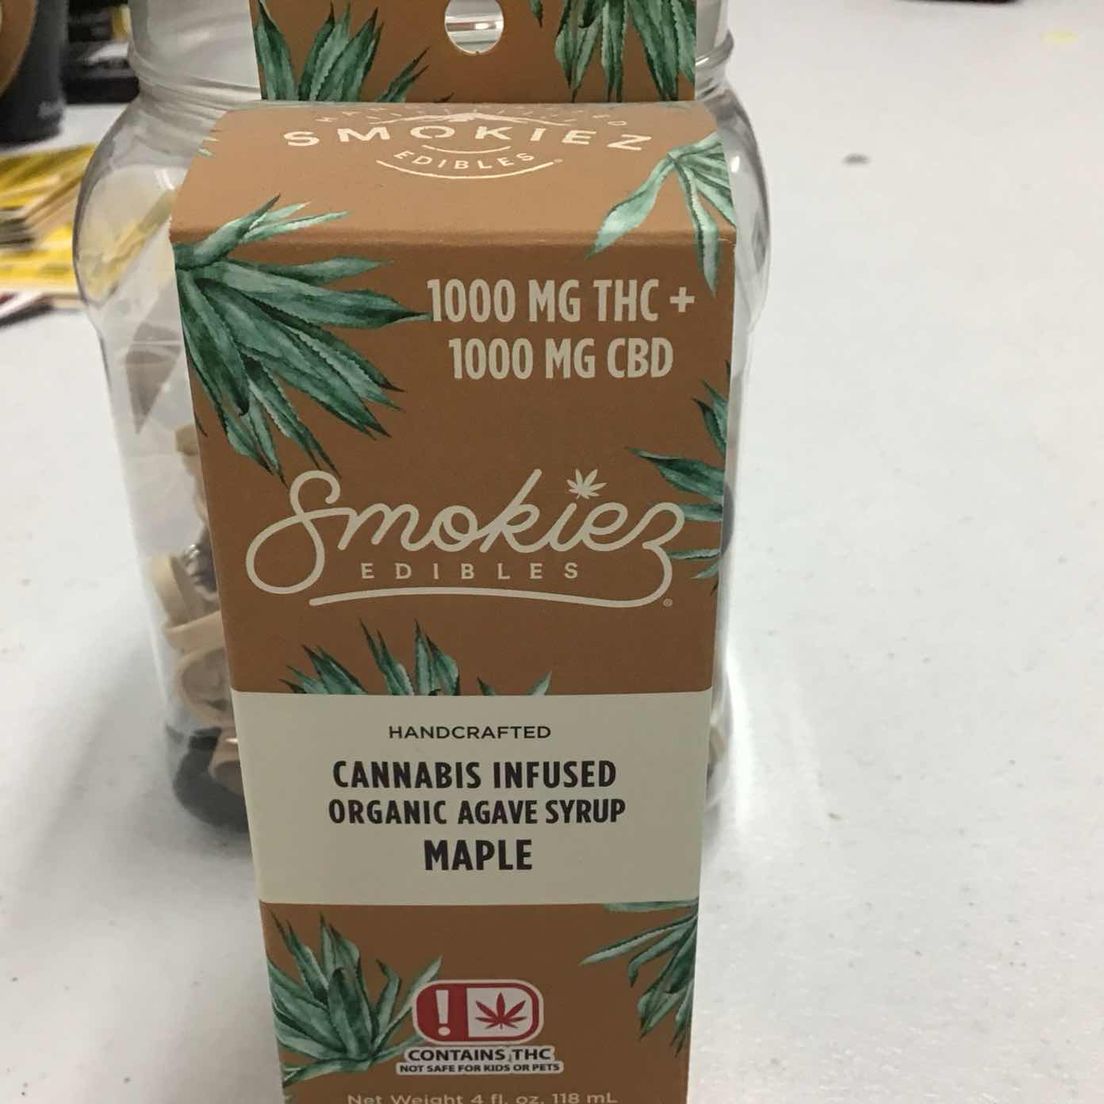 SMOKIEZ
EDIBLES
1000 MG THC +
1000 MG CBD
Smokiez
EDIBLES®
HANDCRAFTED
CANNABIS INFUSED
ORGANIC AGAVE SYRUP
MAPLE
!
CONTAINS THC
NOT SAFE FOR KIDS OR PETS
Net Weight 4 fl. oz. 118 mL